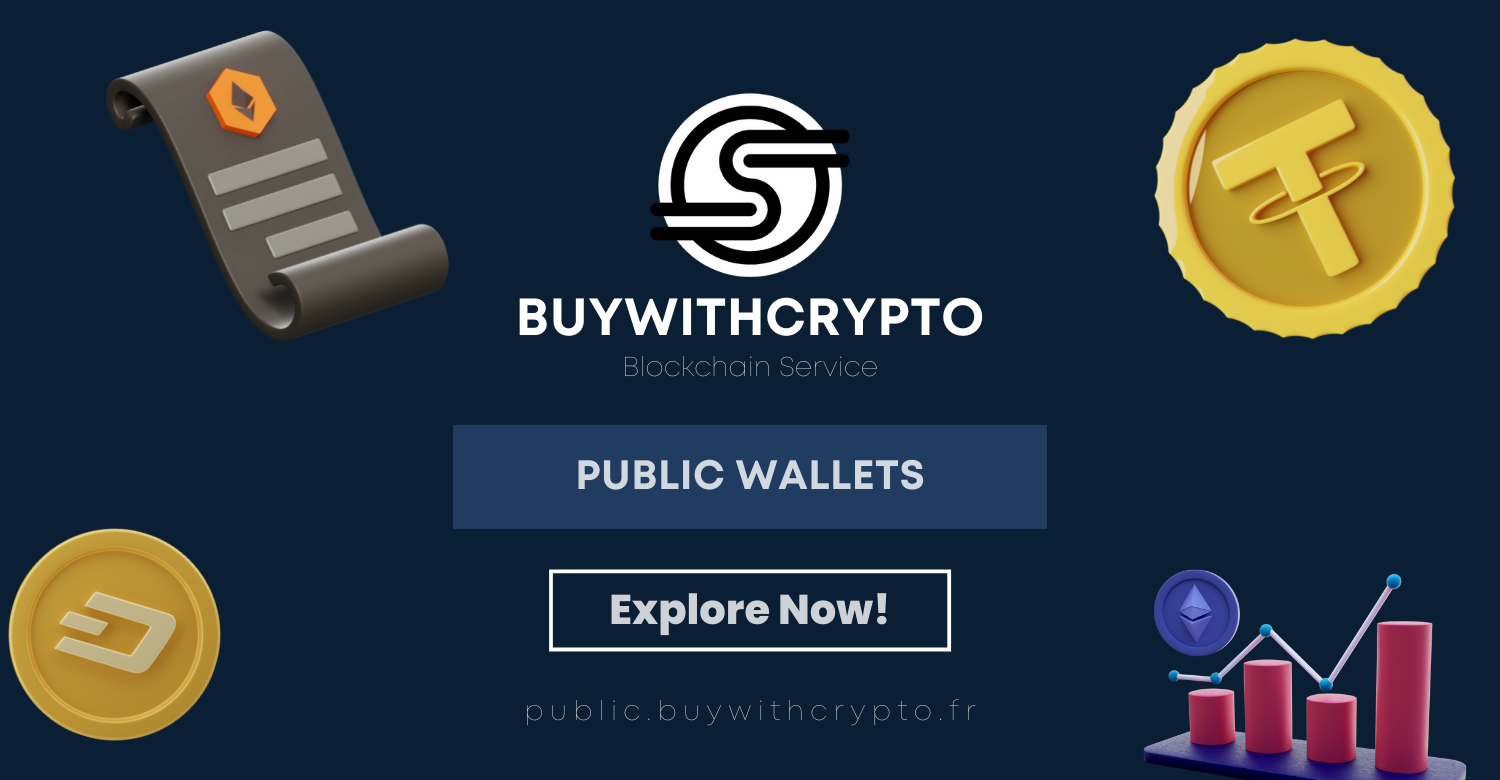 BUYWITHCRYPTO
Blockchain Service
PUBLIC WALLETS
Explore Now!
public.buywithcrypto.fr